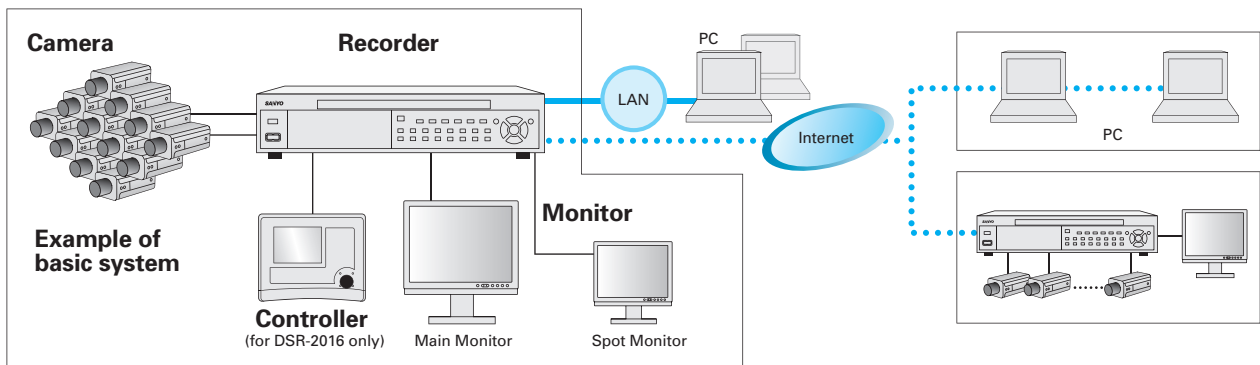 Camera
Recorder
PC
LAN
SANYO
Internet
PC
Example of
basic system
Monitor
SANYO
Controller
(for DSR-2016 only)
Main Monitor
Spot Monitor